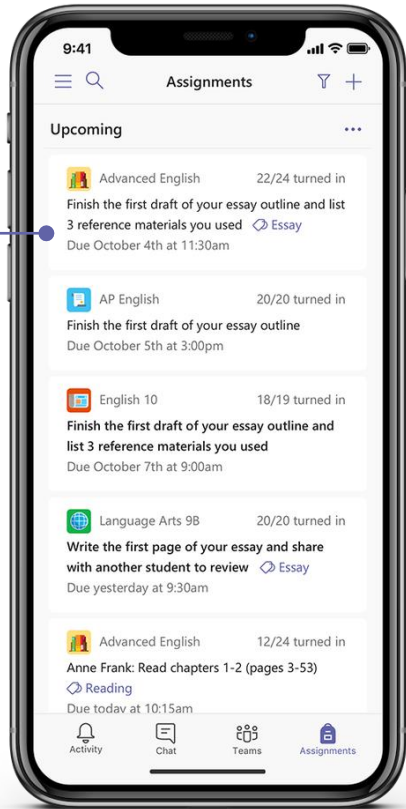 9:41
Assignments
Upcoming
Advanced English 22/24 turned in
Finish the first draft of your essay outline and list
3 reference materials you used Essay
Due October 4th at 11:30am
AP English 20/20 turned in
Finish the first draft of your essay outline
Due October 5th at 3:00pm
English 10 18/19 turned in
Finish the first draft of your essay outline and
list 3 reference materials you used
Due October 7th at 9:00am
Language Arts 9B 20/20 turned in
Write the first page of your essay and share
with another student to review Essay
Due yesterday at 9:30am
Advanced English 12/24 turned in
Anne Frank: Read chapters 1-2 (pages 3-53)
Reading
Due today at 10:15am
Activity Chat Teams Assignments